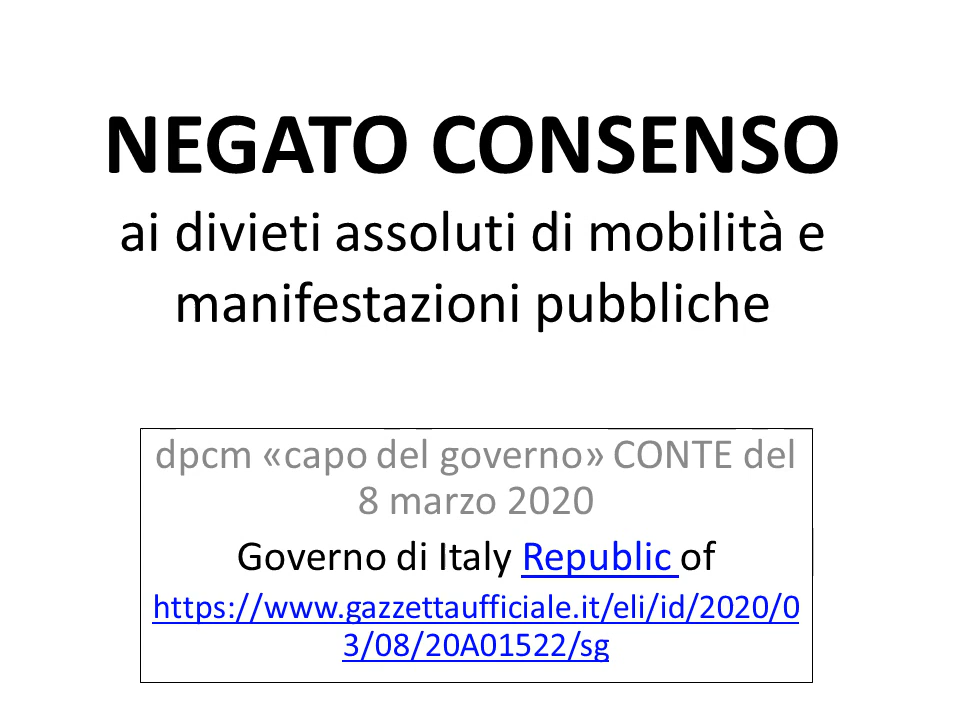 NEGATO CONSENSO
ai divieti assoluti di mobilità e
manifestazioni pubbliche
dpcm «capo del governo» CONTE del
8 marzo 2020
Governo di Italy Republic of
https://www.gazzettaufficiale.it/eli/id/2020/0
3/08/20A01522/sg